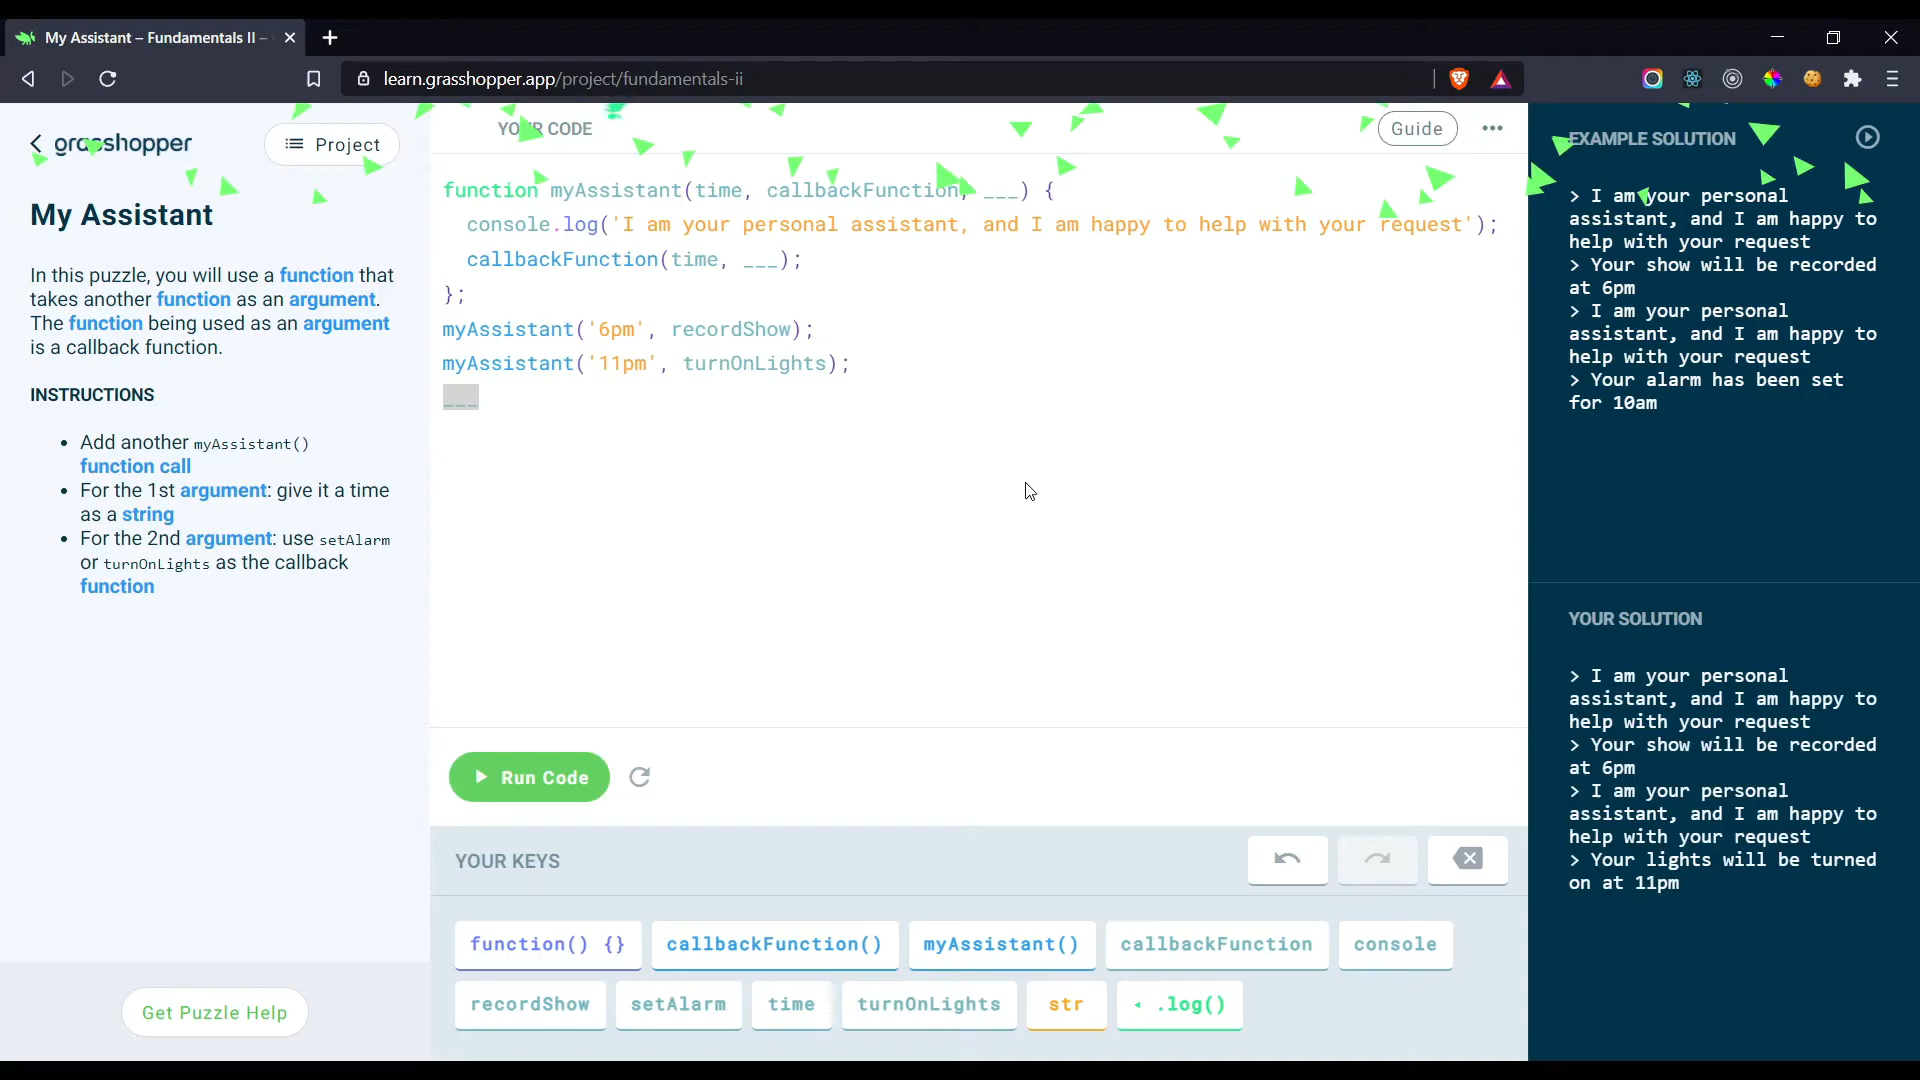 My Assistant – Fundamentals II –
learn.grasshopper.app/project/fundamentals-ii
grasshopper
Project
My Assistant
In this puzzle, you will use a function that
takes another function as an argument.
The function being used as an argument
is a callback function.
INSTRUCTIONS
• Add another myAssistant()
function call
• For the 1st argument: give it a time
as a string
• For the 2nd argument: use setAlarm
or turnOnLights as the callback
function
Get Puzzle Help
YOUR CODE
Guide
function myAssistant(time, callbackFunction, ___) {
console.log('I am your personal assistant, and I am happy to help with your request');
callbackFunction(time, ___);
};
myAssistant('6pm', recordShow);
myAssistant('11pm', turnOnLights);
___
Run Code
YOUR KEYS
function() {}
callbackFunction()
myAssistant()
callbackFunction
console
recordShow
setAlarm
time
turnOnLights
str
.log()
EXAMPLE SOLUTION
> I am your personal
assistant, and I am happy to
help with your request
> Your show will be recorded
at 6pm
> I am your personal
assistant, and I am happy to
help with your request
> Your alarm has been set
for 10am
YOUR SOLUTION
> I am your personal
assistant, and I am happy to
help with your request
> Your show will be recorded
at 6pm
> I am your personal
assistant, and I am happy to
help with your request
> Your lights will be turned
on at 11pm